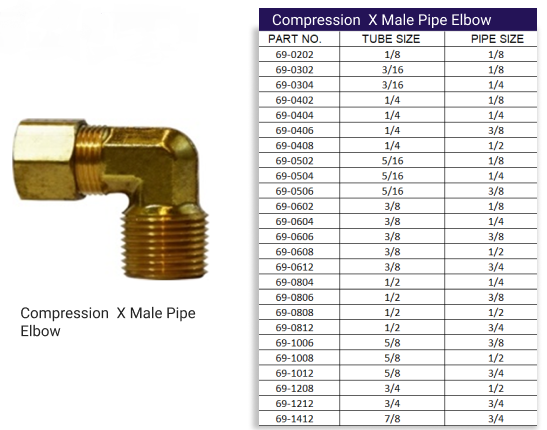 Compression X Male Pipe Elbow
PART NO. TUBE SIZE PIPE SIZE
69-0202 1/8 1/8
69-0302 3/16 1/8
69-0304 3/16 1/4
69-0402 1/4 1/8
69-0404 1/4 1/4
69-0406 1/4 3/8
69-0408 1/4 1/2
69-0502 5/16 1/8
69-0504 5/16 1/4
69-0506 5/16 3/8
69-0602 3/8 1/8
69-0604 3/8 1/4
69-0606 3/8 3/8
69-0608 3/8 1/2
69-0612 3/8 3/4
69-0804 1/2 1/4
69-0806 1/2 3/8
69-0808 1/2 1/2
69-0812 1/2 3/4
69-1006 5/8 3/8
69-1008 5/8 1/2
69-1012 5/8 3/4
69-1208 3/4 1/2
69-1212 3/4 3/4
69-1412 7/8 3/4
Compression X Male Pipe
Elbow